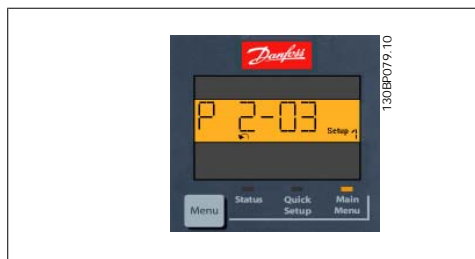 Danfoss
P 2-03
Setup 1
Status Quick Setup Main Menu
Menu
130BP079.10